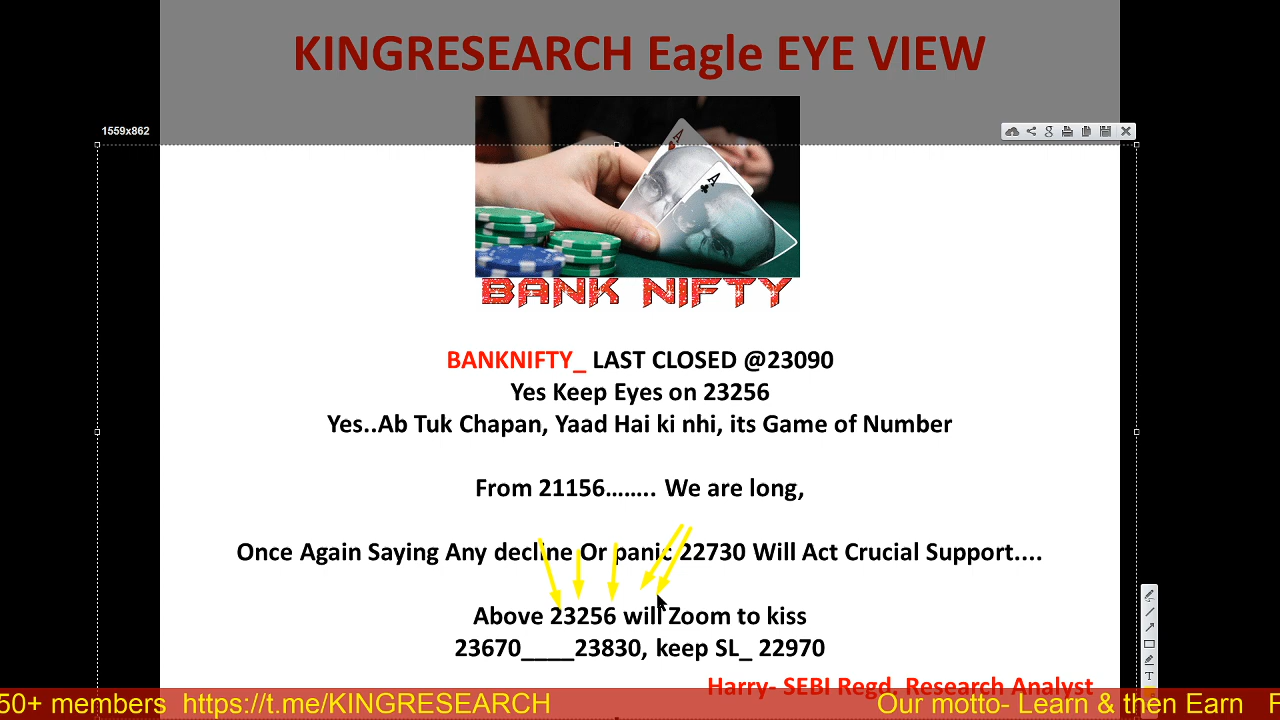 KINGRESEARCH Eagle EYE VIEW
1559x862
A
A
BANK NIFTY
BANKNIFTY_ LAST CLOSED @23090
Yes Keep Eyes on 23256
Yes..Ab Tuk Chapan, Yaad Hai ki nhi, its Game of Number
From 21156........ We are long,
Once Again Saying Any decline Or panic 22730 Will Act Crucial Support....
Above 23256 will Zoom to kiss
23670____23830, keep SL_ 22970
Harry- SEBI Regd. Research Analyst
50+ members https://t.me/KINGRESEARCH Our motto- Learn & then Earn